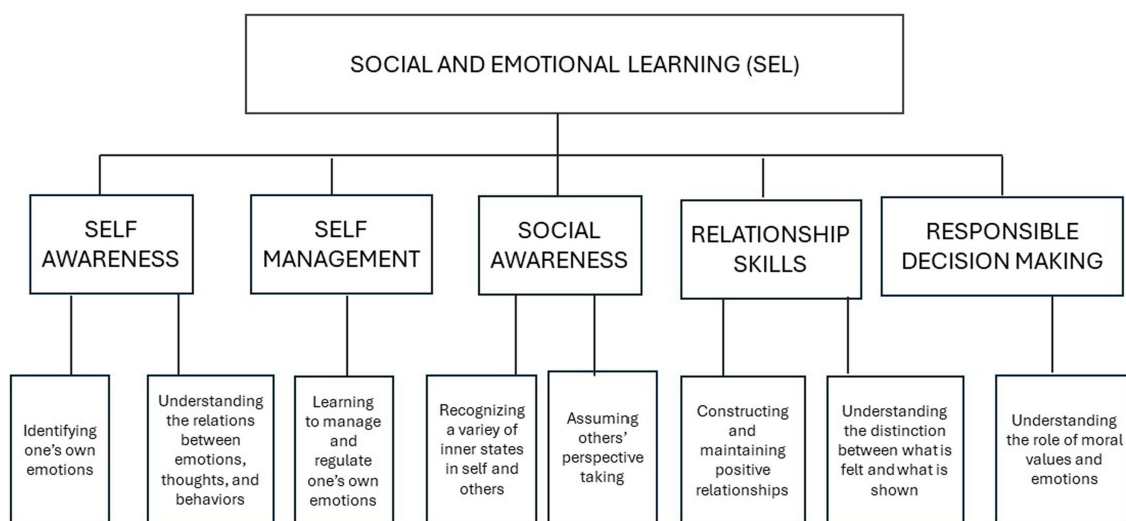 SOCIAL AND EMOTIONAL LEARNING (SEL)
SELF
AWARENESS
SELF
MANAGEMENT
SOCIAL
AWARENESS
RELATIONSHIP
SKILLS
RESPONSIBLE
DECISION MAKING
Identifying
one's own
emotions
Understanding
the relations
between
emotions,
thoughts, and
behaviors
Learning
to manage
and
regulate
one's own
emotions
Recognizing
a variey of
inner states
in self and
others
Assuming
others'
perspective
taking
Constructing
and
maintaining
positive
relationships
Understanding
the distinction
between what is
felt and what is
shown
Understanding
the role of moral
values and
emotions